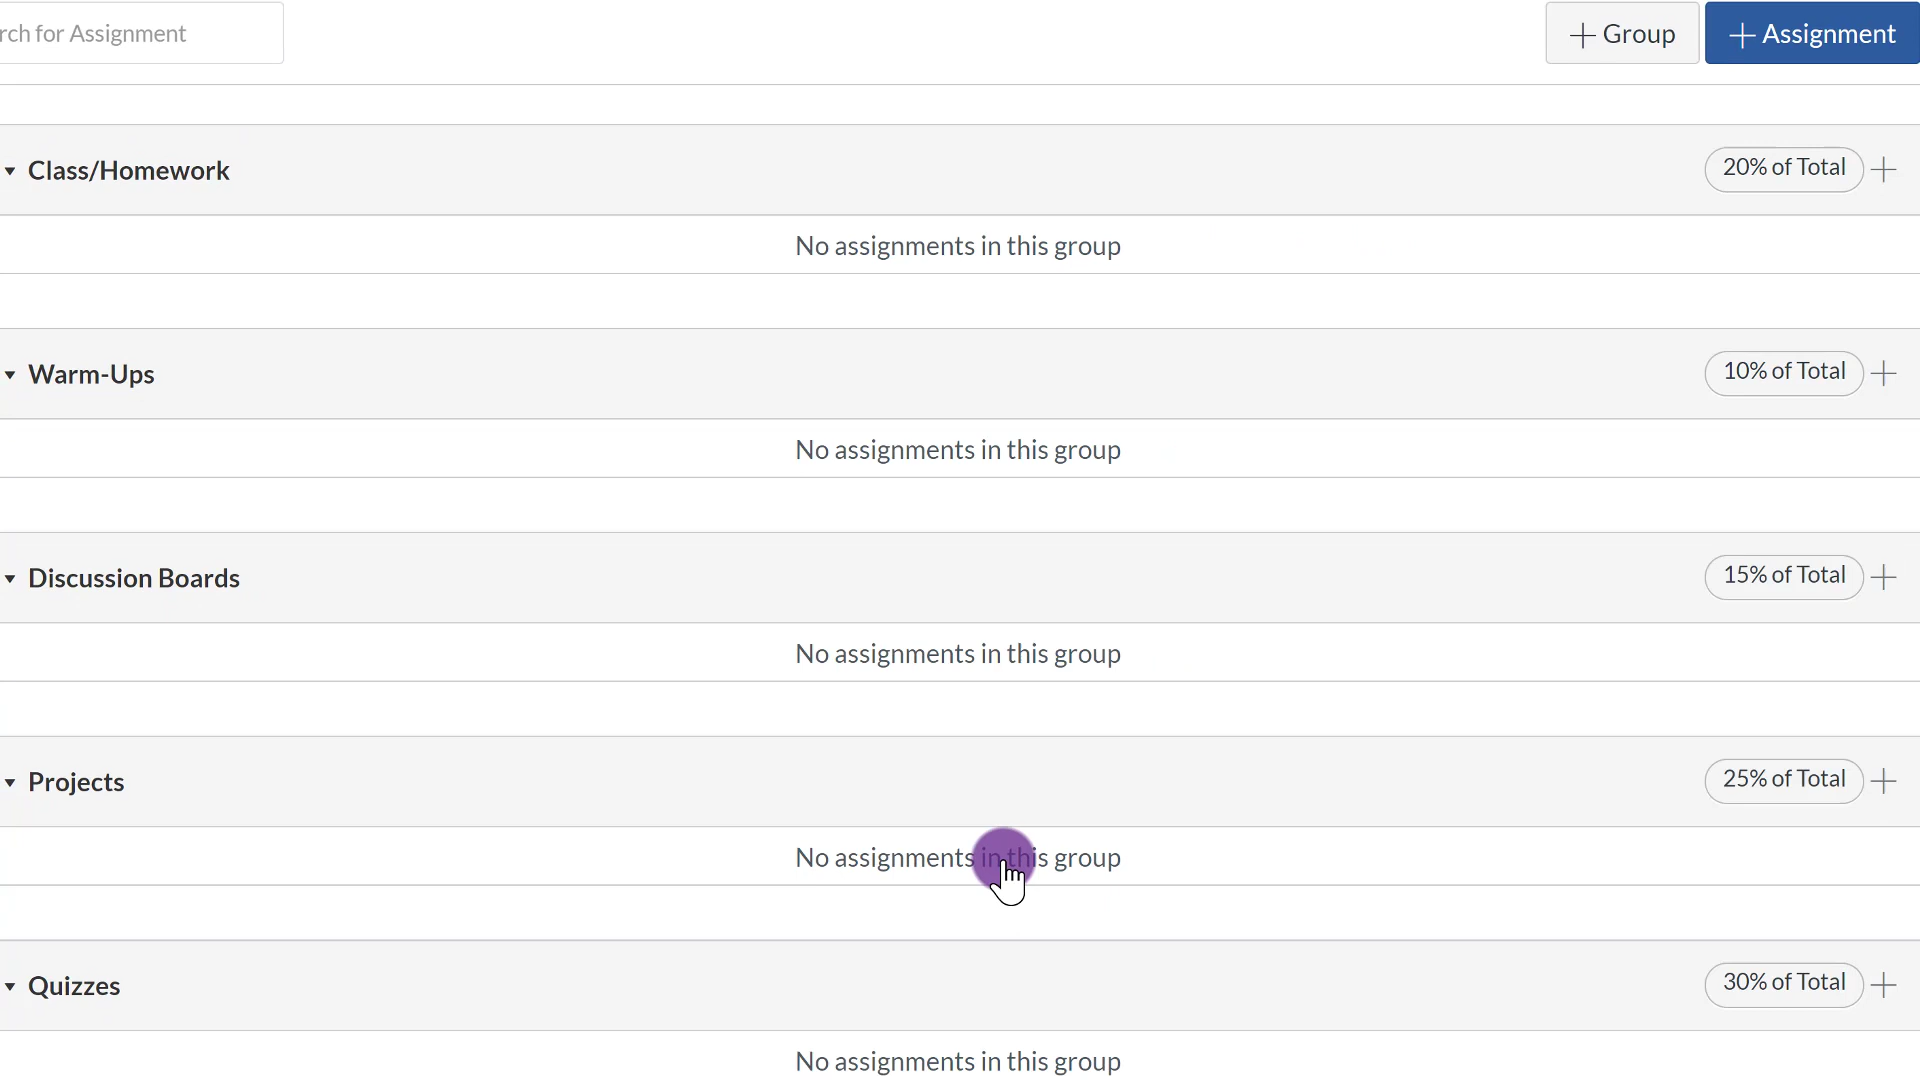 rch for Assignment
+ Group
+ Assignment
Class/Homework
20% of Total
No assignments in this group
Warm-Ups
10% of Total
No assignments in this group
Discussion Boards
15% of Total
No assignments in this group
Projects
25% of Total
No assignments in this group
Quizzes
30% of Total
No assignments in this group